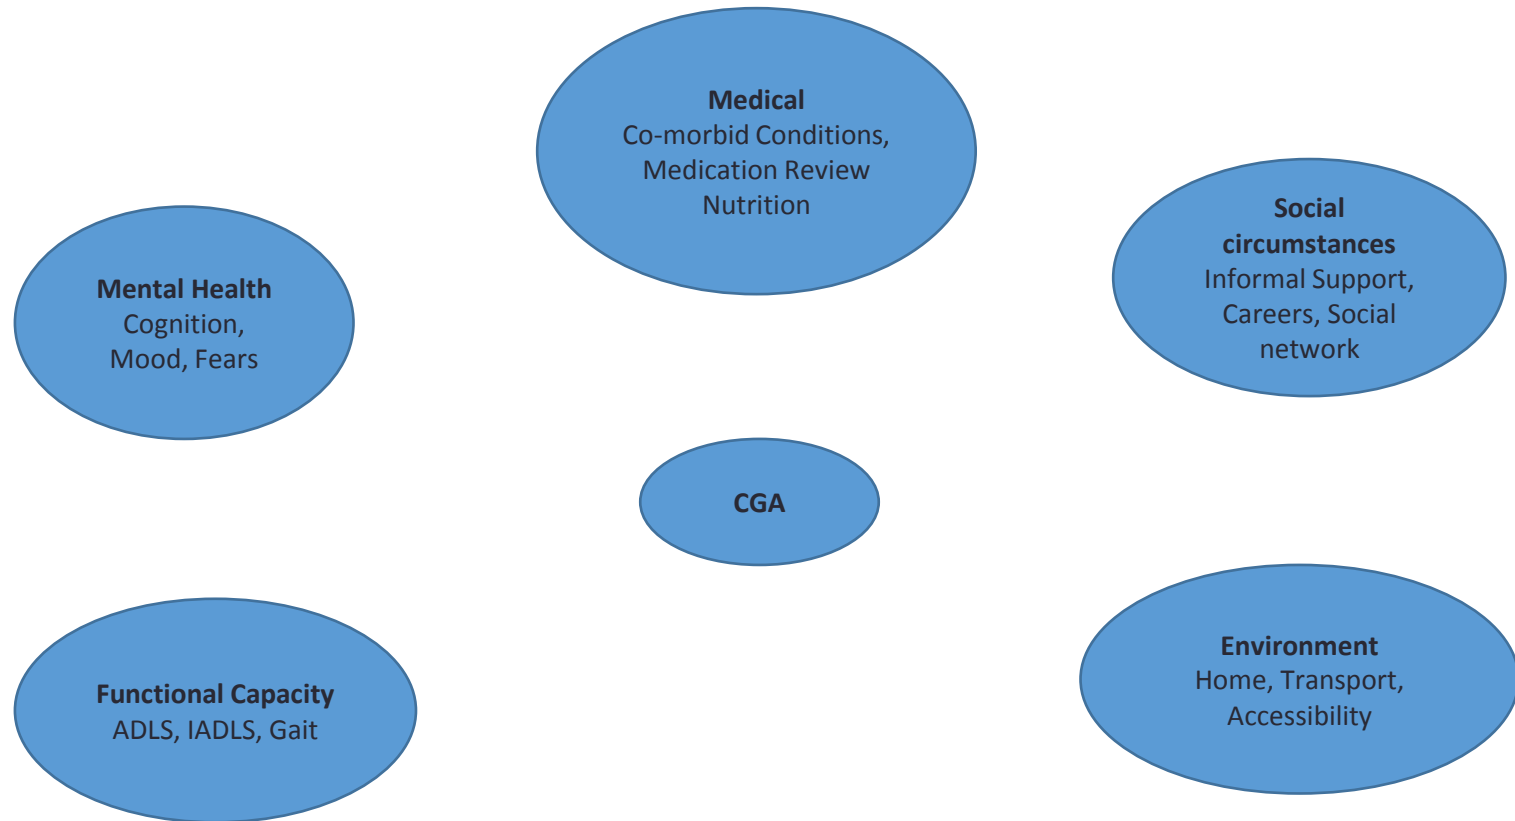 Medical
Co-morbid Conditions,
Medication Review
Nutrition
Social
circumstances
Informal Support,
Careers, Social
network
Mental Health
Cognition,
Mood, Fears
CGA
Functional Capacity
ADLS, IADLS, Gait
Environment
Home, Transport,
Accessibility